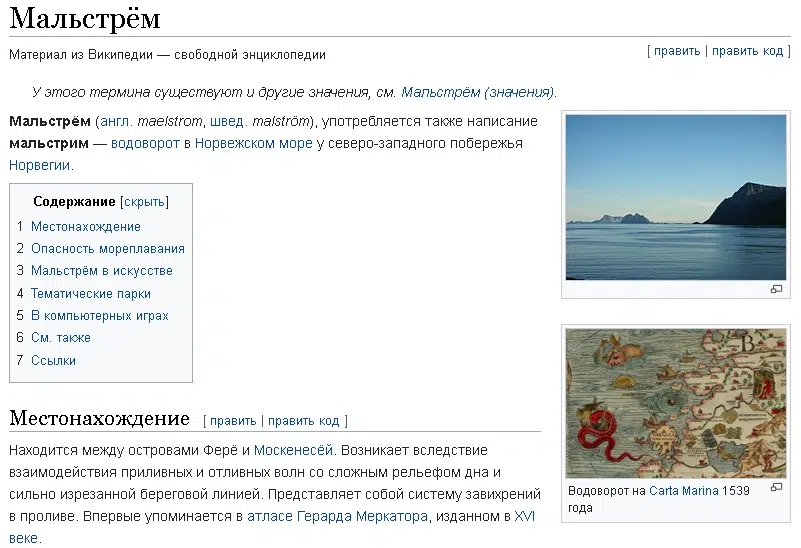 Мальстрём
Материал из Википедии — свободной энциклопедии
[ править | править код ]
У этого термина существуют и другие значения, см. Мальстрём (значения).
Мальстрём (англ. maelstrom, швед. malström), употребляется также написание
мальстрим — водоворот в Норвежском море у северо-западного побережья
Норвегии.
Содержание [скрыть]
1 Местонахождение
2 Опасность мореплавания
3 Мальстрём в искусстве
4 Тематические парки
5 В компьютерных играх
6 См. также
7 Ссылки
Местонахождение [ править | править код ]
Находится между островами Ферё и Москенесёй. Возникает вследствие
взаимодействия приливных и отливных волн со сложным рельефом дна и
сильно изрезанной береговой линией. Представляет собой систему завихрений
в проливе. Впервые упоминается в атласе Герарда Меркатора, изданном в XVI
веке.
Водоворот на Carta Marina 1539
года